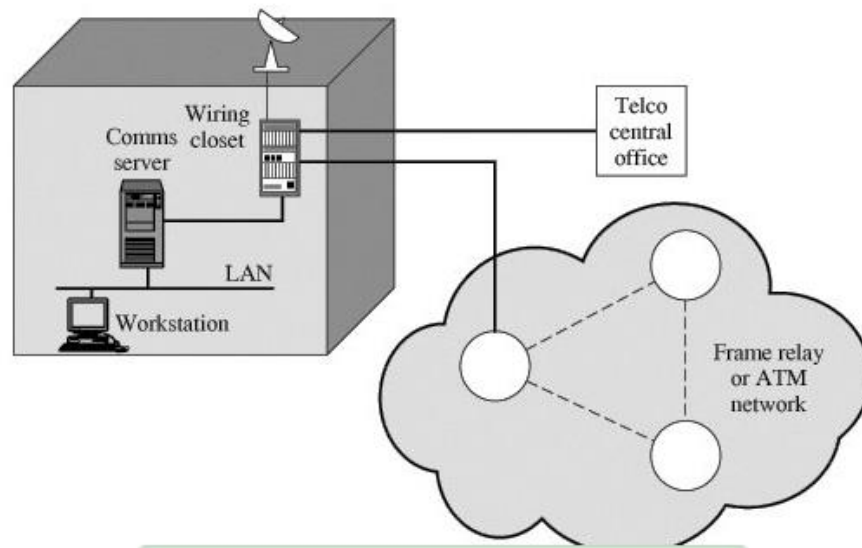 Wiring
closet
Comms
server
Telco
central
office
LAN
Workstation
Frame relay
or ATM
network